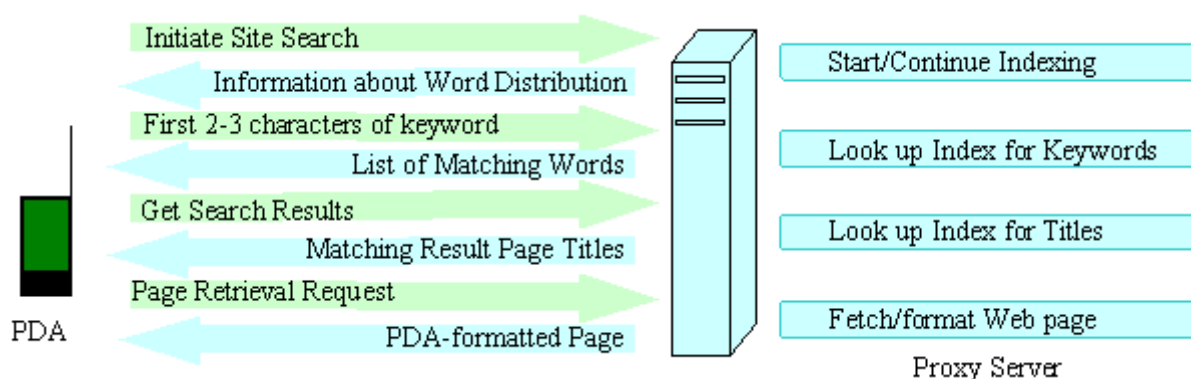 Initiate Site Search
Start/Continue Indexing
Information about Word Distribution
First 2-3 characters of keyword
Look up Index for Keywords
List of Matching Words
Get Search Results
Look up Index for Titles
Matching Result Page Titles
Page Retrieval Request
Fetch/format Web page
PDA-formatted Page
PDA
Proxy Server